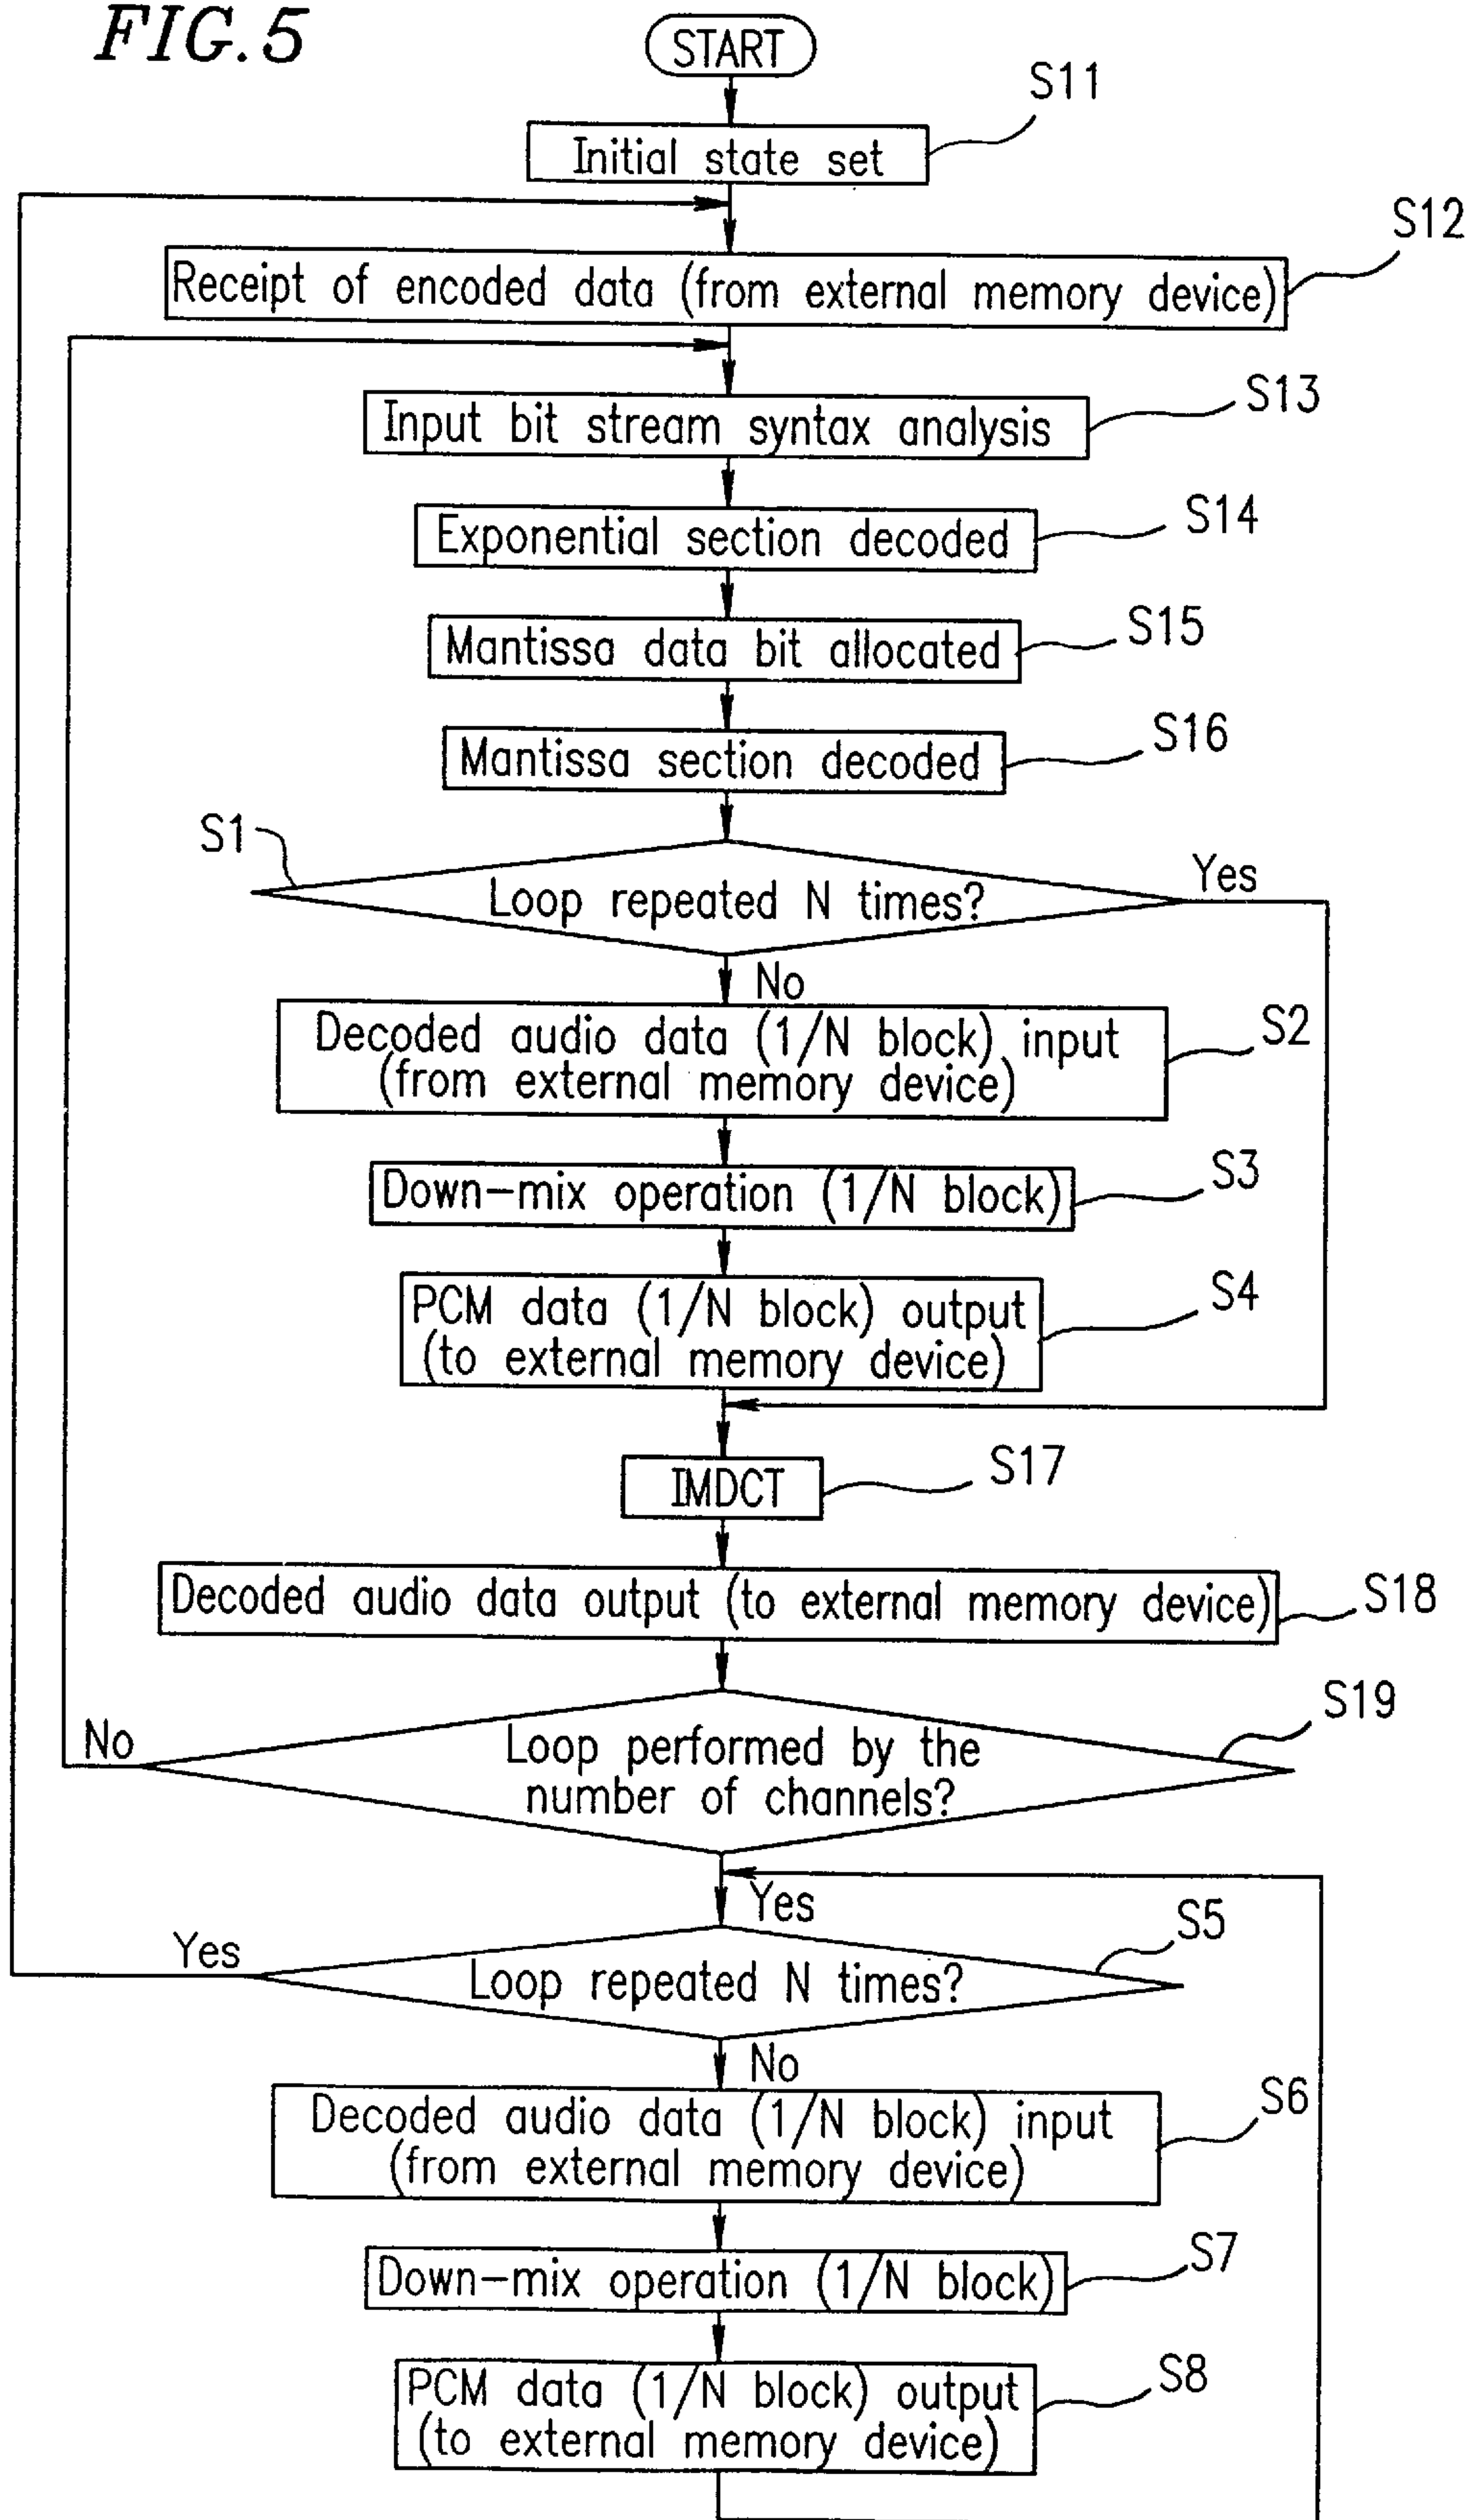 FIG.5
START
S11
Initial state set
S12
Receipt of encoded data (from external memory device)
S13
Input bit stream syntax analysis
S14
Exponential section decoded
S15
Mantissa data bit allocated
S16
Mantissa section decoded
S1
Loop repeated N times?
Yes
No
S2
Decoded audio data (1/N block) input
(from external memory device)
S3
Down-mix operation (1/N block)
S4
PCM data (1/N block) output
(to external memory device)
S17
IMDCT
S18
Decoded audio data output (to external memory device)
S19
No
Loop performed by the
number of channels?
Yes
S5
Yes
Loop repeated N times?
No
S6
Decoded audio data (1/N block) input
(from external memory device)
S7
Down-mix operation (1/N block)
S8
PCM data (1/N block) output
(to external memory device)